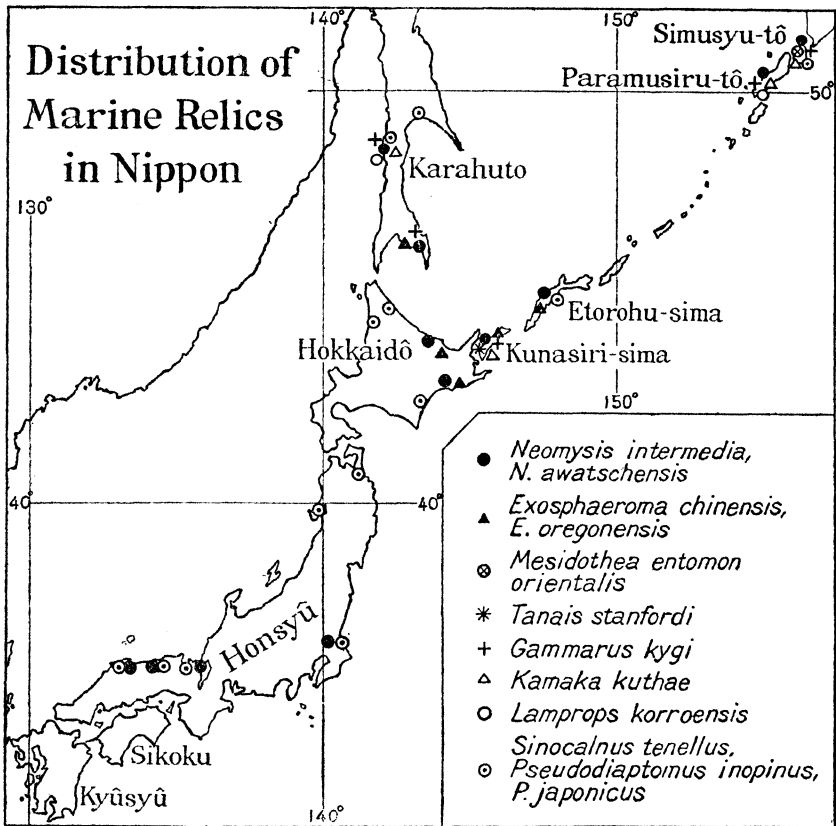 Distribution of
Marine Relics
in Nippon
140°
150°
Simusyu-tô
Paramusiru-tô.
50°
130°
Karahuto
Etorohu-sima
Hokkaidô
Kunasiri-sima
150°
40
40°
Honsyû
Sikoku
Kyûsyû
140°
Neomysis intermedia,
N. awatschensis
Exosphaeroma chinensis,
E. oregonensis
Mesidothea entomon
orientalis
Tanais stanfordi
Gammarus kygi
Kamaka kuthae
Lamprops korroensis
Sinocalnus tenellus,
Pseudodiaptomus inopinus,
P. japonicus